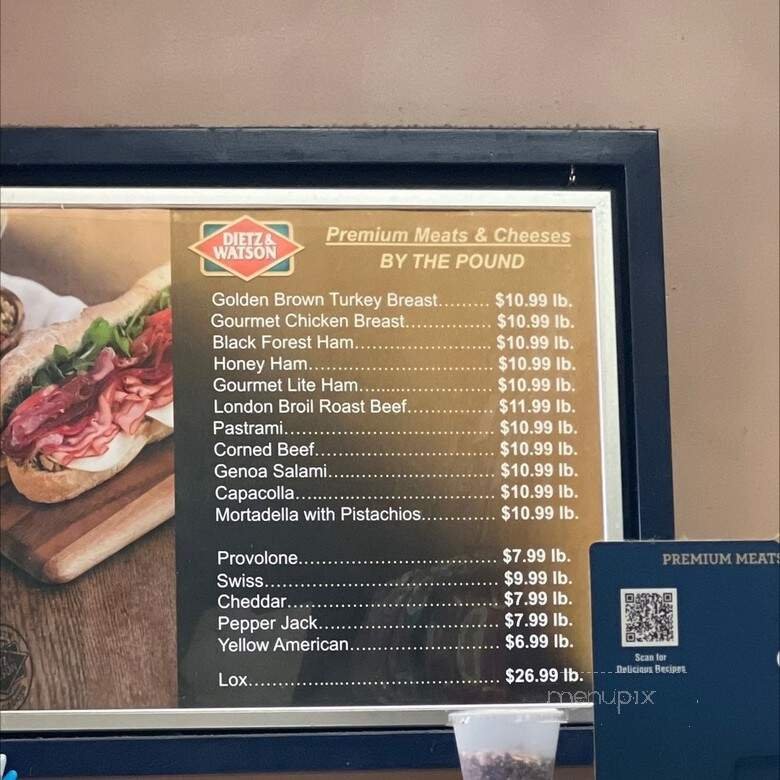 DIETZ &
WATSON
Premium Meats & Cheeses
BY THE POUND
Golden Brown Turkey Breast......... $10.99 lb.
Gourmet Chicken Breast............... $10.99 lb.
Black Forest Ham........................ $10.99 lb.
Honey Ham................................ $10.99 lb.
Gourmet Lite Ham....................... $10.99 lb.
London Broil Roast Beef.............. $11.99 lb.
Pastrami.................................... $10.99 lb.
Corned Beef............................... $10.99 lb.
Genoa Salami............................. $10.99 lb.
Capacolla................................... $10.99 lb.
Mortadella with Pistachios............ $10.99 lb.
Provolone.................................. $7.99 lb.
Swiss........................................ $9.99 lb.
Cheddar.................................... $7.99 lb.
Pepper Jack............................... $7.99 lb.
Yellow American......................... $6.99 lb.
Lox........................................... $26.99 lb.
PREMIUM MEATS
Scan for
Delicious Recipes
menupix